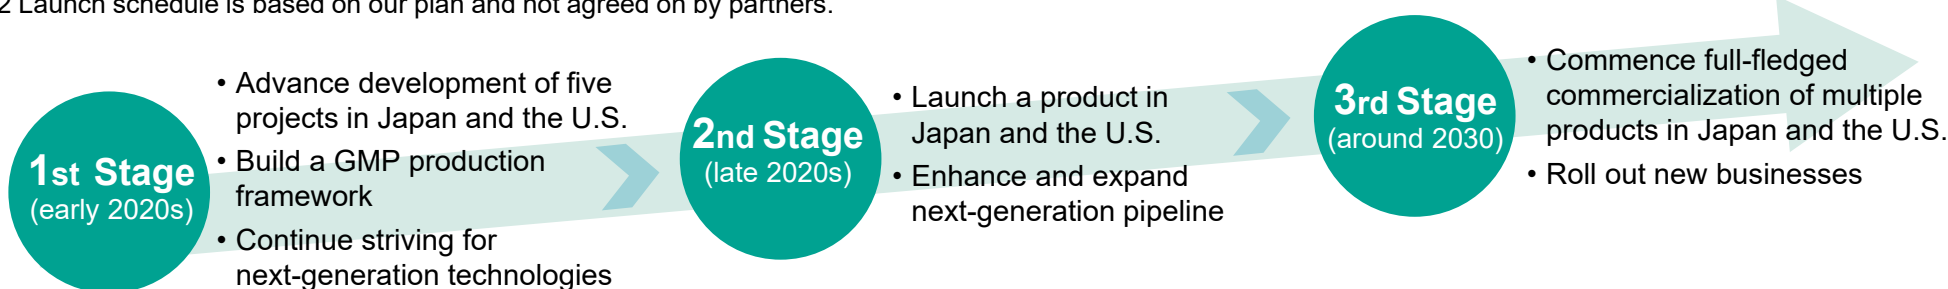 2 Launch schedule is based on our plan and not agreed on by partners.
1st Stage
(early 2020s)
• Advance development of five
projects in Japan and the U.S.
• Build a GMP production
framework
• Continue striving for
next-generation technologies
2nd Stage
(late 2020s)
• Launch a product in
Japan and the U.S.
• Enhance and expand
next-generation pipeline
3rd Stage
(around 2030)
• Commence full-fledged
commercialization of multiple
products in Japan and the U.S.
• Roll out new businesses